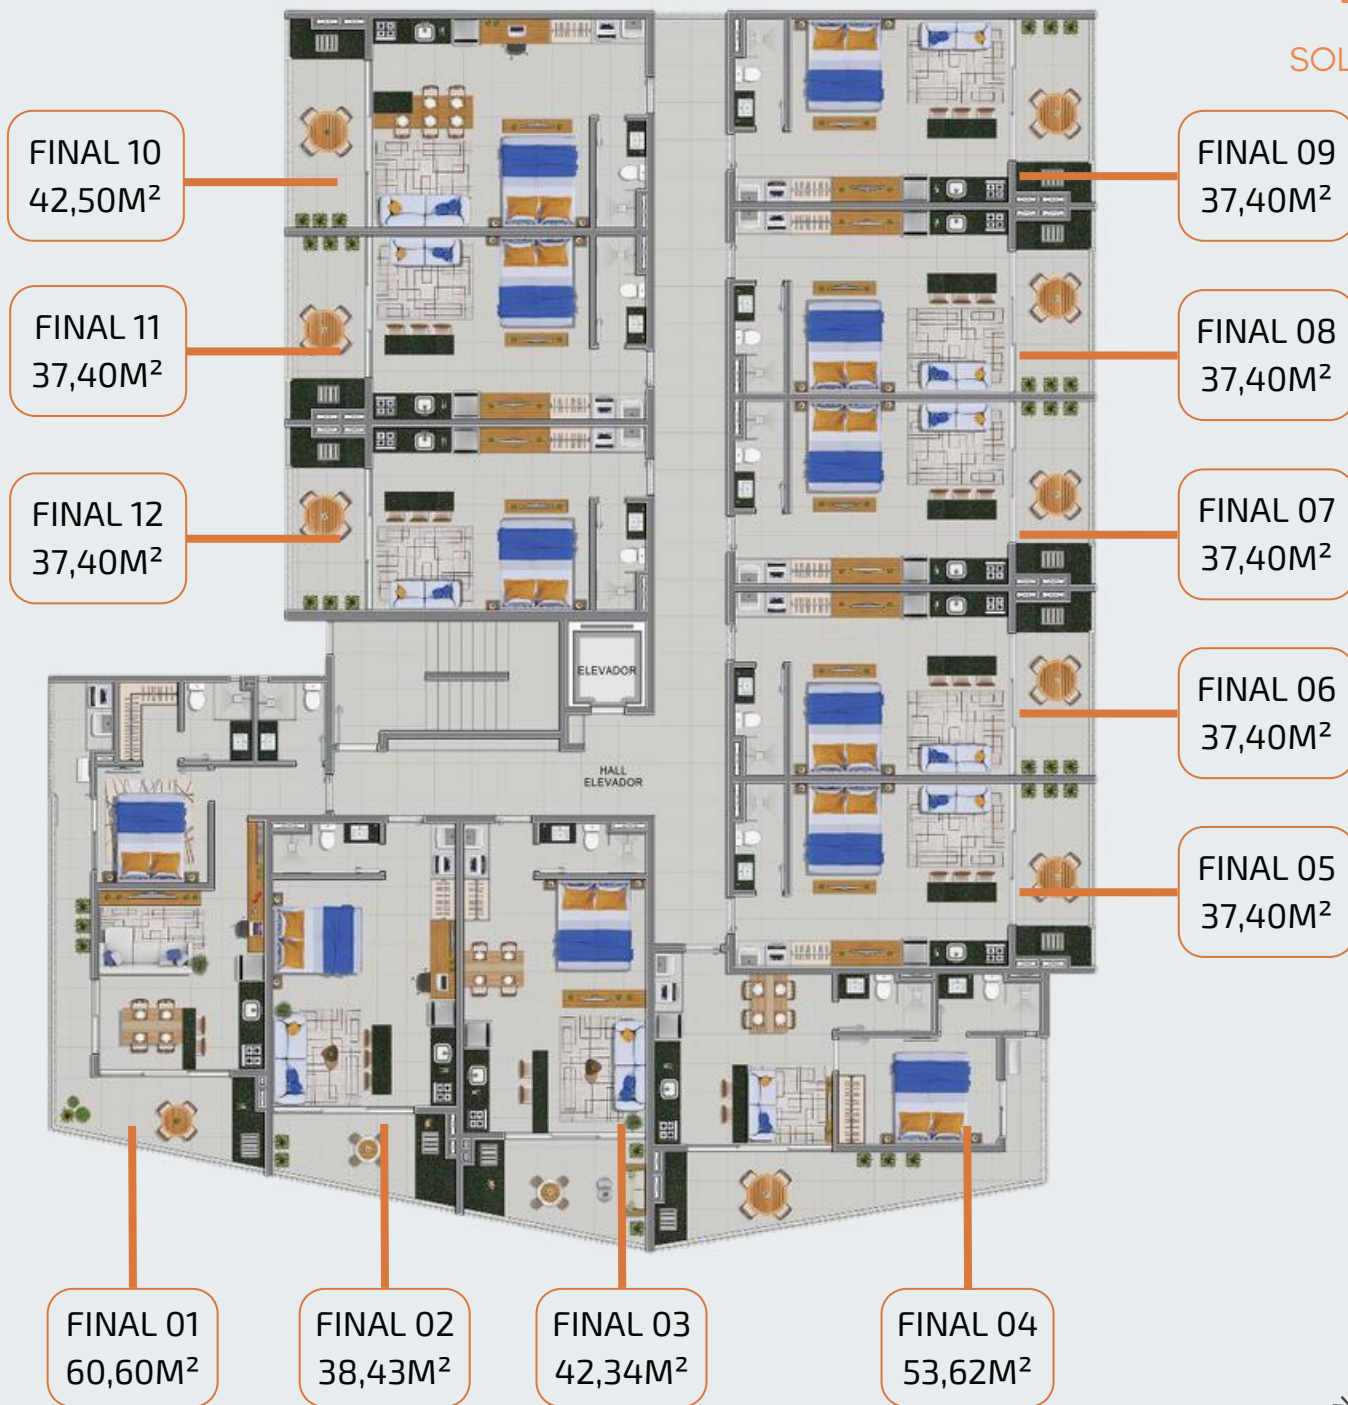 SOL
FINAL 10
42,50M²
FINAL 09
37,40M²
FINAL 11
37,40M²
FINAL 08
37,40M²
FINAL 12
37,40M²
FINAL 07
37,40M²
ELEVADOR
FINAL 06
37,40M²
HALL
ELEVADOR
FINAL 05
37,40M²
FINAL 01
60,60M²
FINAL 02
38,43M²
FINAL 03
42,34M²
FINAL 04
53,62M²